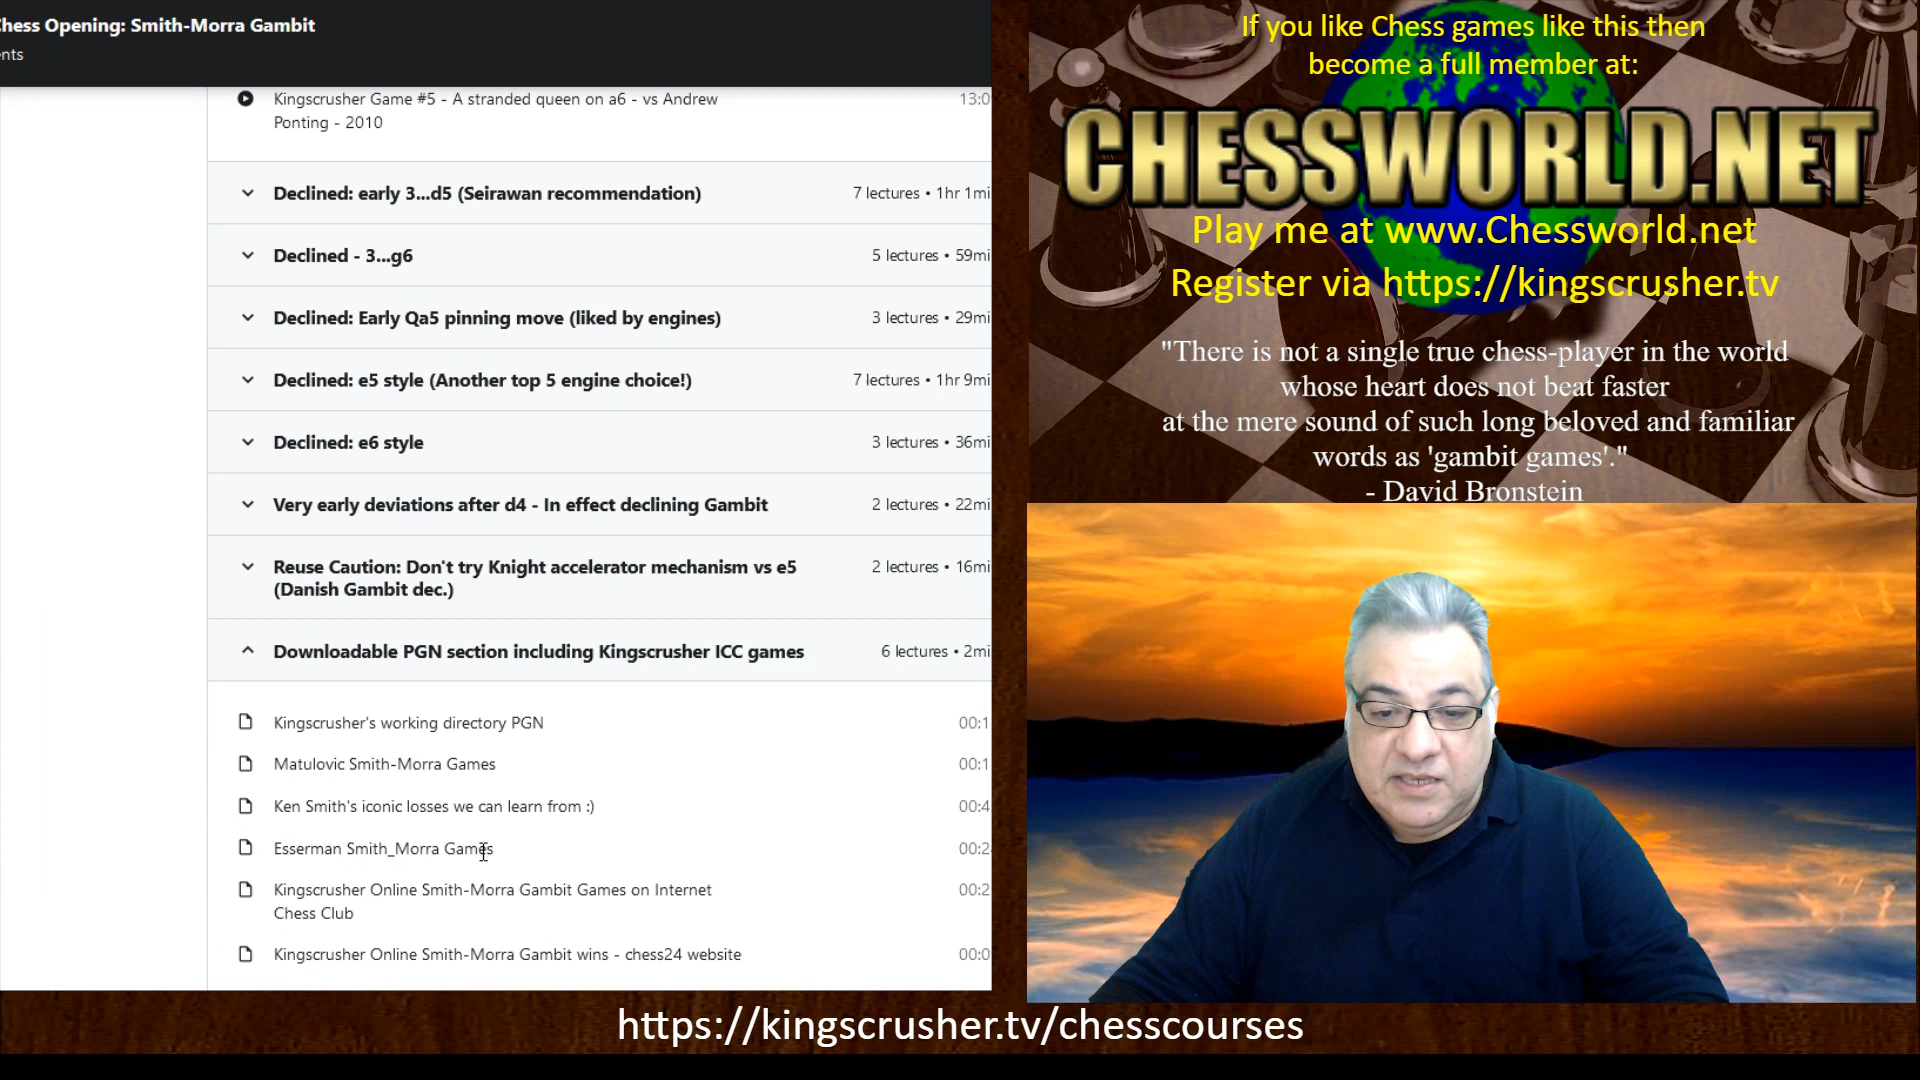 hess Opening: Smith-Morra Gambit
ents
Kingscrusher Game #5 - A stranded queen on a6 - vs Andrew
Ponting - 2010
13:0
Declined: early 3...d5 (Seirawan recommendation)
7 lectures • 1hr 1mi
Declined - 3...g6
5 lectures • 59mi
Declined: Early Qa5 pinning move (liked by engines)
3 lectures • 29mi
Declined: e5 style (Another top 5 engine choice!)
7 lectures • 1hr 9mi
Declined: e6 style
3 lectures • 36mi
Very early deviations after d4 - In effect declining Gambit
2 lectures • 22mi
Reuse Caution: Don't try Knight accelerator mechanism vs e5
(Danish Gambit dec.)
2 lectures • 16mi
Downloadable PGN section including Kingscrusher ICC games
6 lectures • 2mi
Kingscrusher's working directory PGN
00:1
Matulovic Smith-Morra Games
00:1
Ken Smith's iconic losses we can learn from :)
00:4
Esserman Smith_Morra Games
00:2
Kingscrusher Online Smith-Morra Gambit Games on Internet
Chess Club
00:2
Kingscrusher Online Smith-Morra Gambit wins - chess24 website
00:0
If you like Chess games like this then
become a full member at:
CHESSWORLD.NET
Play me at www.Chessworld.net
Register via https://kingscrusher.tv
"There is not a single true chess-player in the world
whose heart does not beat faster
at the mere sound of such long beloved and familiar
words as 'gambit games'."
- David Bronstein
https://kingscrusher.tv/chesscourses